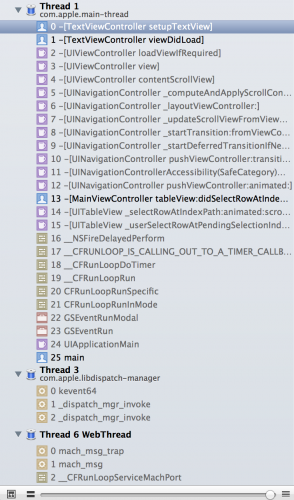 Thread 1
com.apple.main-thread
0 -[TextViewController setupTextView]
1 -[TextViewController viewDidLoad]
2 -[UIViewController loadViewIfRequired]
3 -[UIViewController view]
4 -[UIViewController contentScrollView]
5 -[UINavigationController _computeAndApplyScrollCon...
6 -[UINavigationController _layoutViewController:]
7 -[UINavigationController _updateScrollViewFromView...
8 -[UINavigationController _startTransition:fromViewCo...
9 -[UINavigationController _startDeferredTransitionIfNe...
10 -[UINavigationController pushViewController:transiti...
11 -[UINavigationControllerAccessibility(SafeCategory) ...
12 -[UINavigationController pushViewController:animated:]
13 -[MainViewController tableView:didSelectRowAtInde...
14 -[UITableView _selectRowAtIndexPath:animated:scro...
15 -[UITableView _userSelectRowAtPendingSelectionInd...
16 __NSFireDelayedPerform
17 __CFRUNLOOP_IS_CALLING_OUT_TO_A_TIMER_CALLB...
18 __CFRunLoopDoTimer
19 __CFRunLoopRun
20 CFRunLoopRunSpecific
21 CFRunLoopRunInMode
22 GSEventRunModal
23 GSEventRun
24 UIApplicationMain
25 main
Thread 3
com.apple.libdispatch-manager
0 kevent64
1 _dispatch_mgr_invoke
2 _dispatch_mgr_invoke
Thread 6 WebThread
0 mach_msg_trap
1 mach_msg
2 __CFRunLoopServiceMachPort